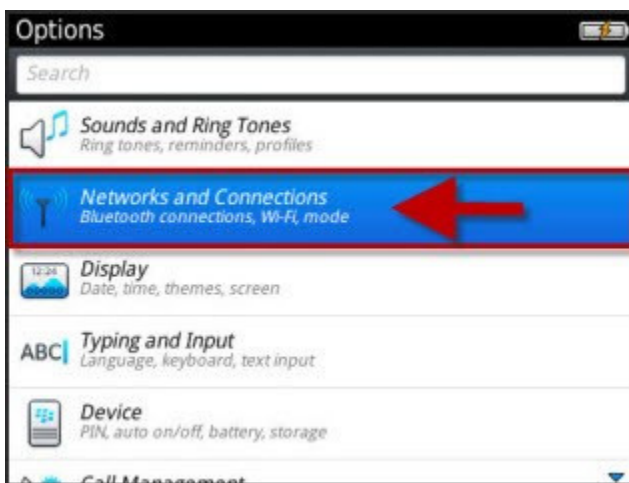 Options
Search
Sounds and Ring Tones
Ring tones, reminders, profiles
Networks and Connections
Bluetooth connections, Wi-Fi, mode
12:24
Display
Date, time, themes, screen
ABC
Typing and Input
Language, keyboard, text input
Device
PIN, auto on/off, battery, storage
Call Management